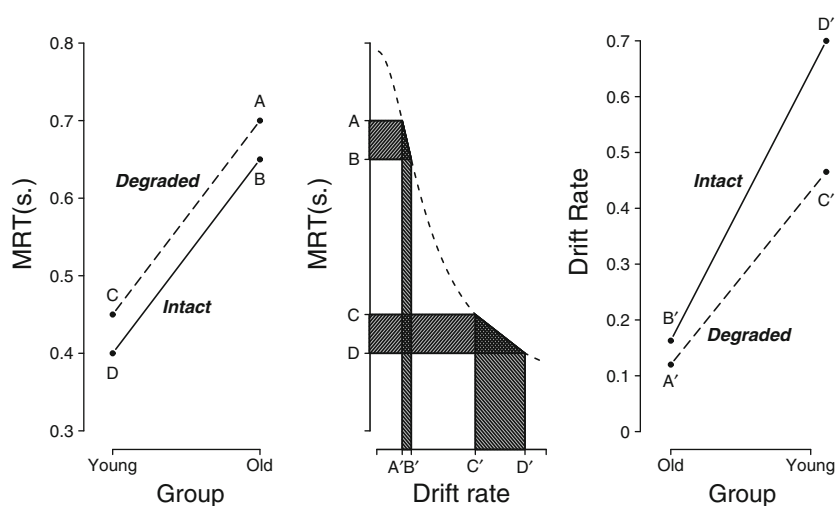 MRT(s.)
0.8
0.7
0.6
0.5
0.4
0.3
A
B
C
D
Degraded
Intact
Young Old
Group
MRT(s.)
A
B
C
D
A′ B′ C′ D′
Drift rate
Drift Rate
0.7
0.6
0.5
0.4
0.3
0.2
0.1
0
D′
C′
B′
A′
Intact
Degraded
Old Young
Group